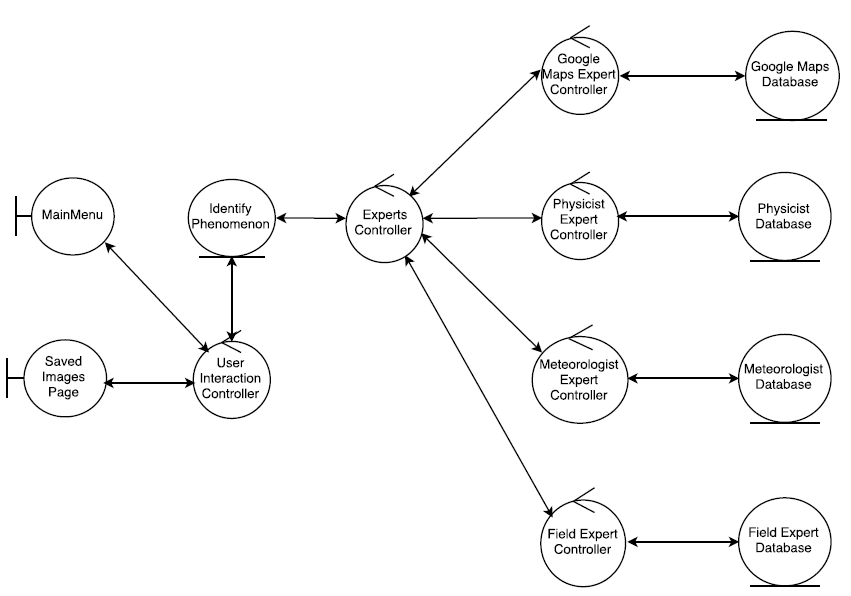 Google
Maps Expert
Controller
Google Maps
Database
MainMenu
Identify
Phenomenon
Experts
Controller
Physicist
Expert
Controller
Physicist
Database
Saved
Images
Page
User
Interaction
Controller
Meteorologist
Expert
Controller
Meteorologist
Database
Field Expert
Controller
Field Expert
Database